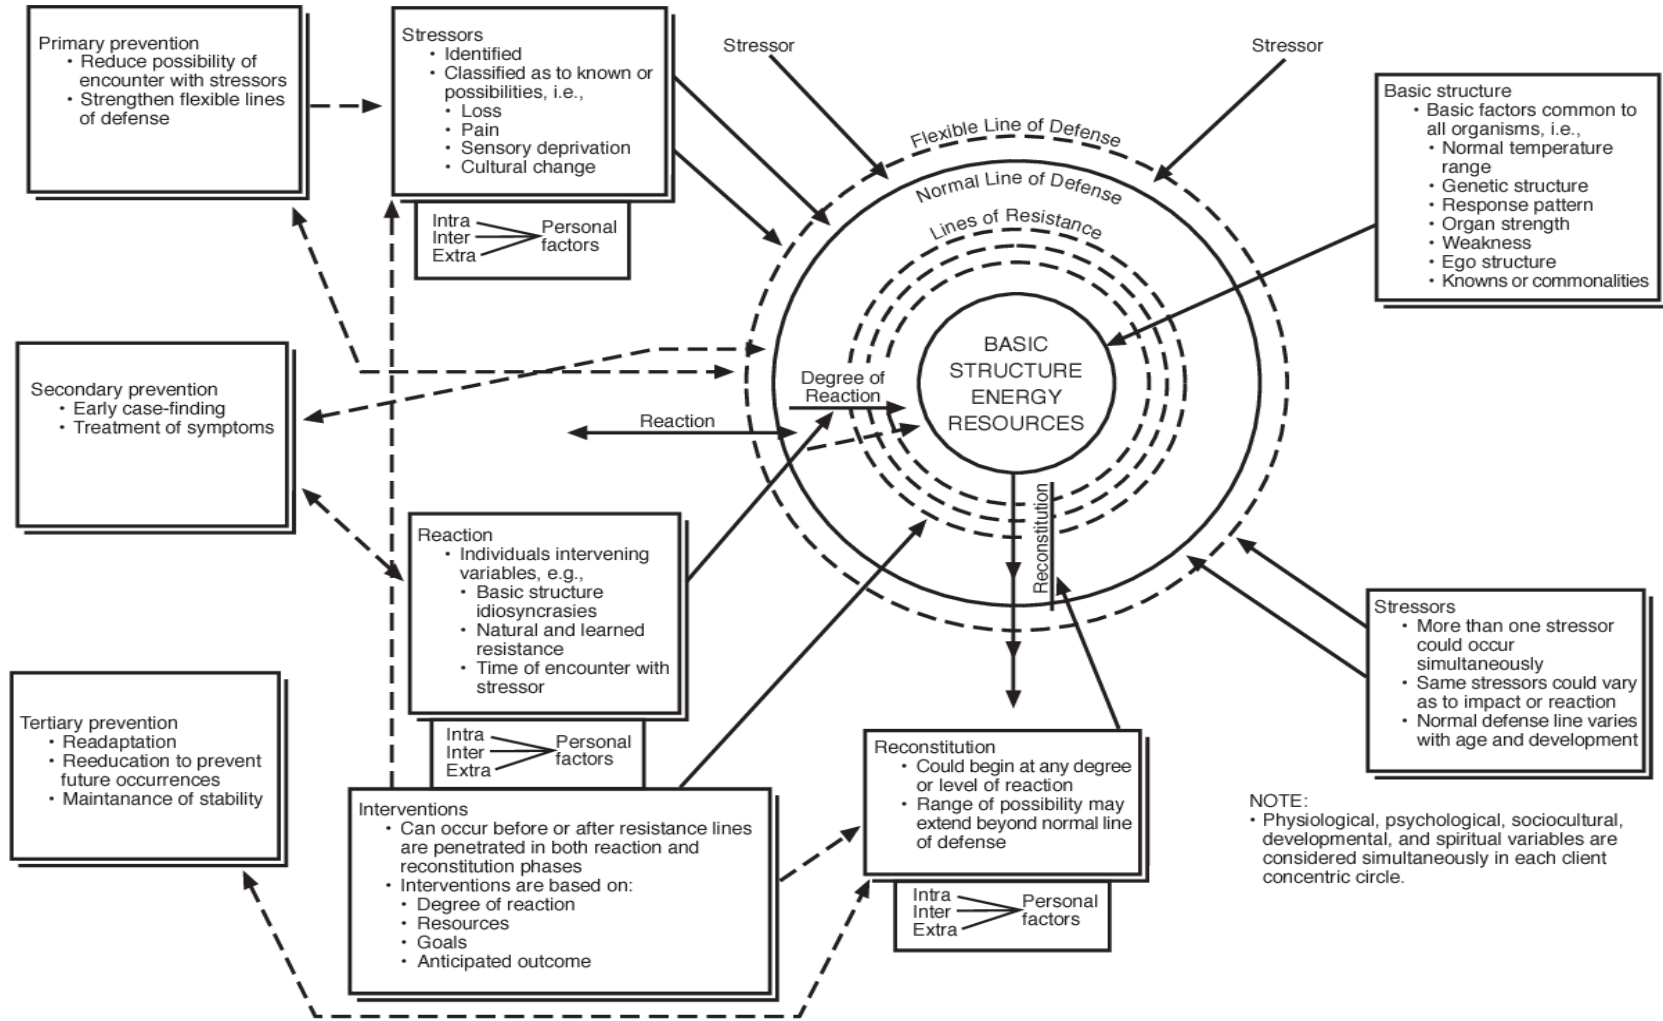 Primary prevention
• Reduce possibility of
encounter with stressors
• Strengthen flexible lines
of defense
Stressors
• Identified
• Classified as to known or
possibilities, i.e.,
• Loss
• Pain
• Sensory deprivation
• Cultural change
Intra
Inter
Extra
Personal
factors
Stressor
Stressor
Flexible Line of Defense
Normal Line of Defense
Lines of Resistance
BASIC
STRUCTURE
ENERGY
RESOURCES
Basic structure
• Basic factors common to
all organisms, i.e.,
• Normal temperature
range
• Genetic structure
• Response pattern
• Organ strength
• Weakness
• Ego structure
• Knowns or commonalities
Secondary prevention
• Early case-finding
• Treatment of symptoms
Degree of
Reaction
Reaction
Reconstitution
Reaction
• Individuals intervening
variables, e.g.,
• Basic structure
idiosyncrasies
• Natural and learned
resistance
• Time of encounter with
stressor
Intra
Inter
Extra
Personal
factors
Stressors
• More than one stressor
could occur
simultaneously
• Same stressors could vary
as to impact or reaction
• Normal defense line varies
with age and development
Tertiary prevention
• Readaptation
• Reeducation to prevent
future occurrences
• Maintanance of stability
Interventions
• Can occur before or after resistance lines
are penetrated in both reaction and
reconstitution phases
• Interventions are based on:
• Degree of reaction
• Resources
• Goals
• Anticipated outcome
Reconstitution
• Could begin at any degree
or level of reaction
• Range of possibility may
extend beyond normal line
of defense
Intra
Inter
Extra
Personal
factors
NOTE:
• Physiological, psychological, sociocultural,
developmental, and spiritual variables are
considered simultaneously in each client
concentric circle.